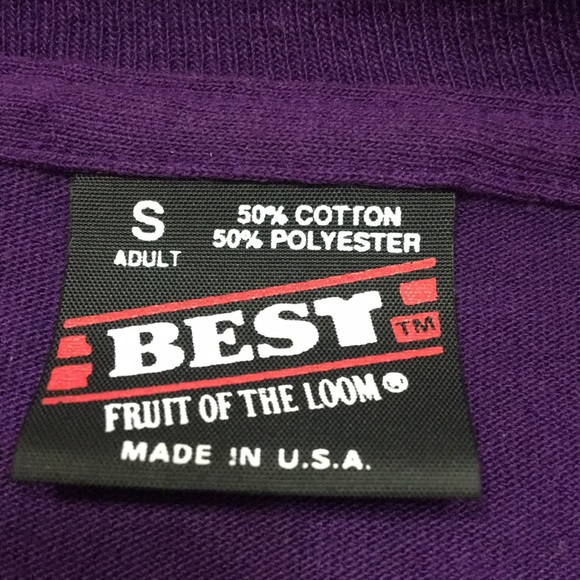 S
ADULT
50% COTTON
50% POLYESTER
BEST TM
FRUIT OF THE LOOM®
MADE IN U.S.A.